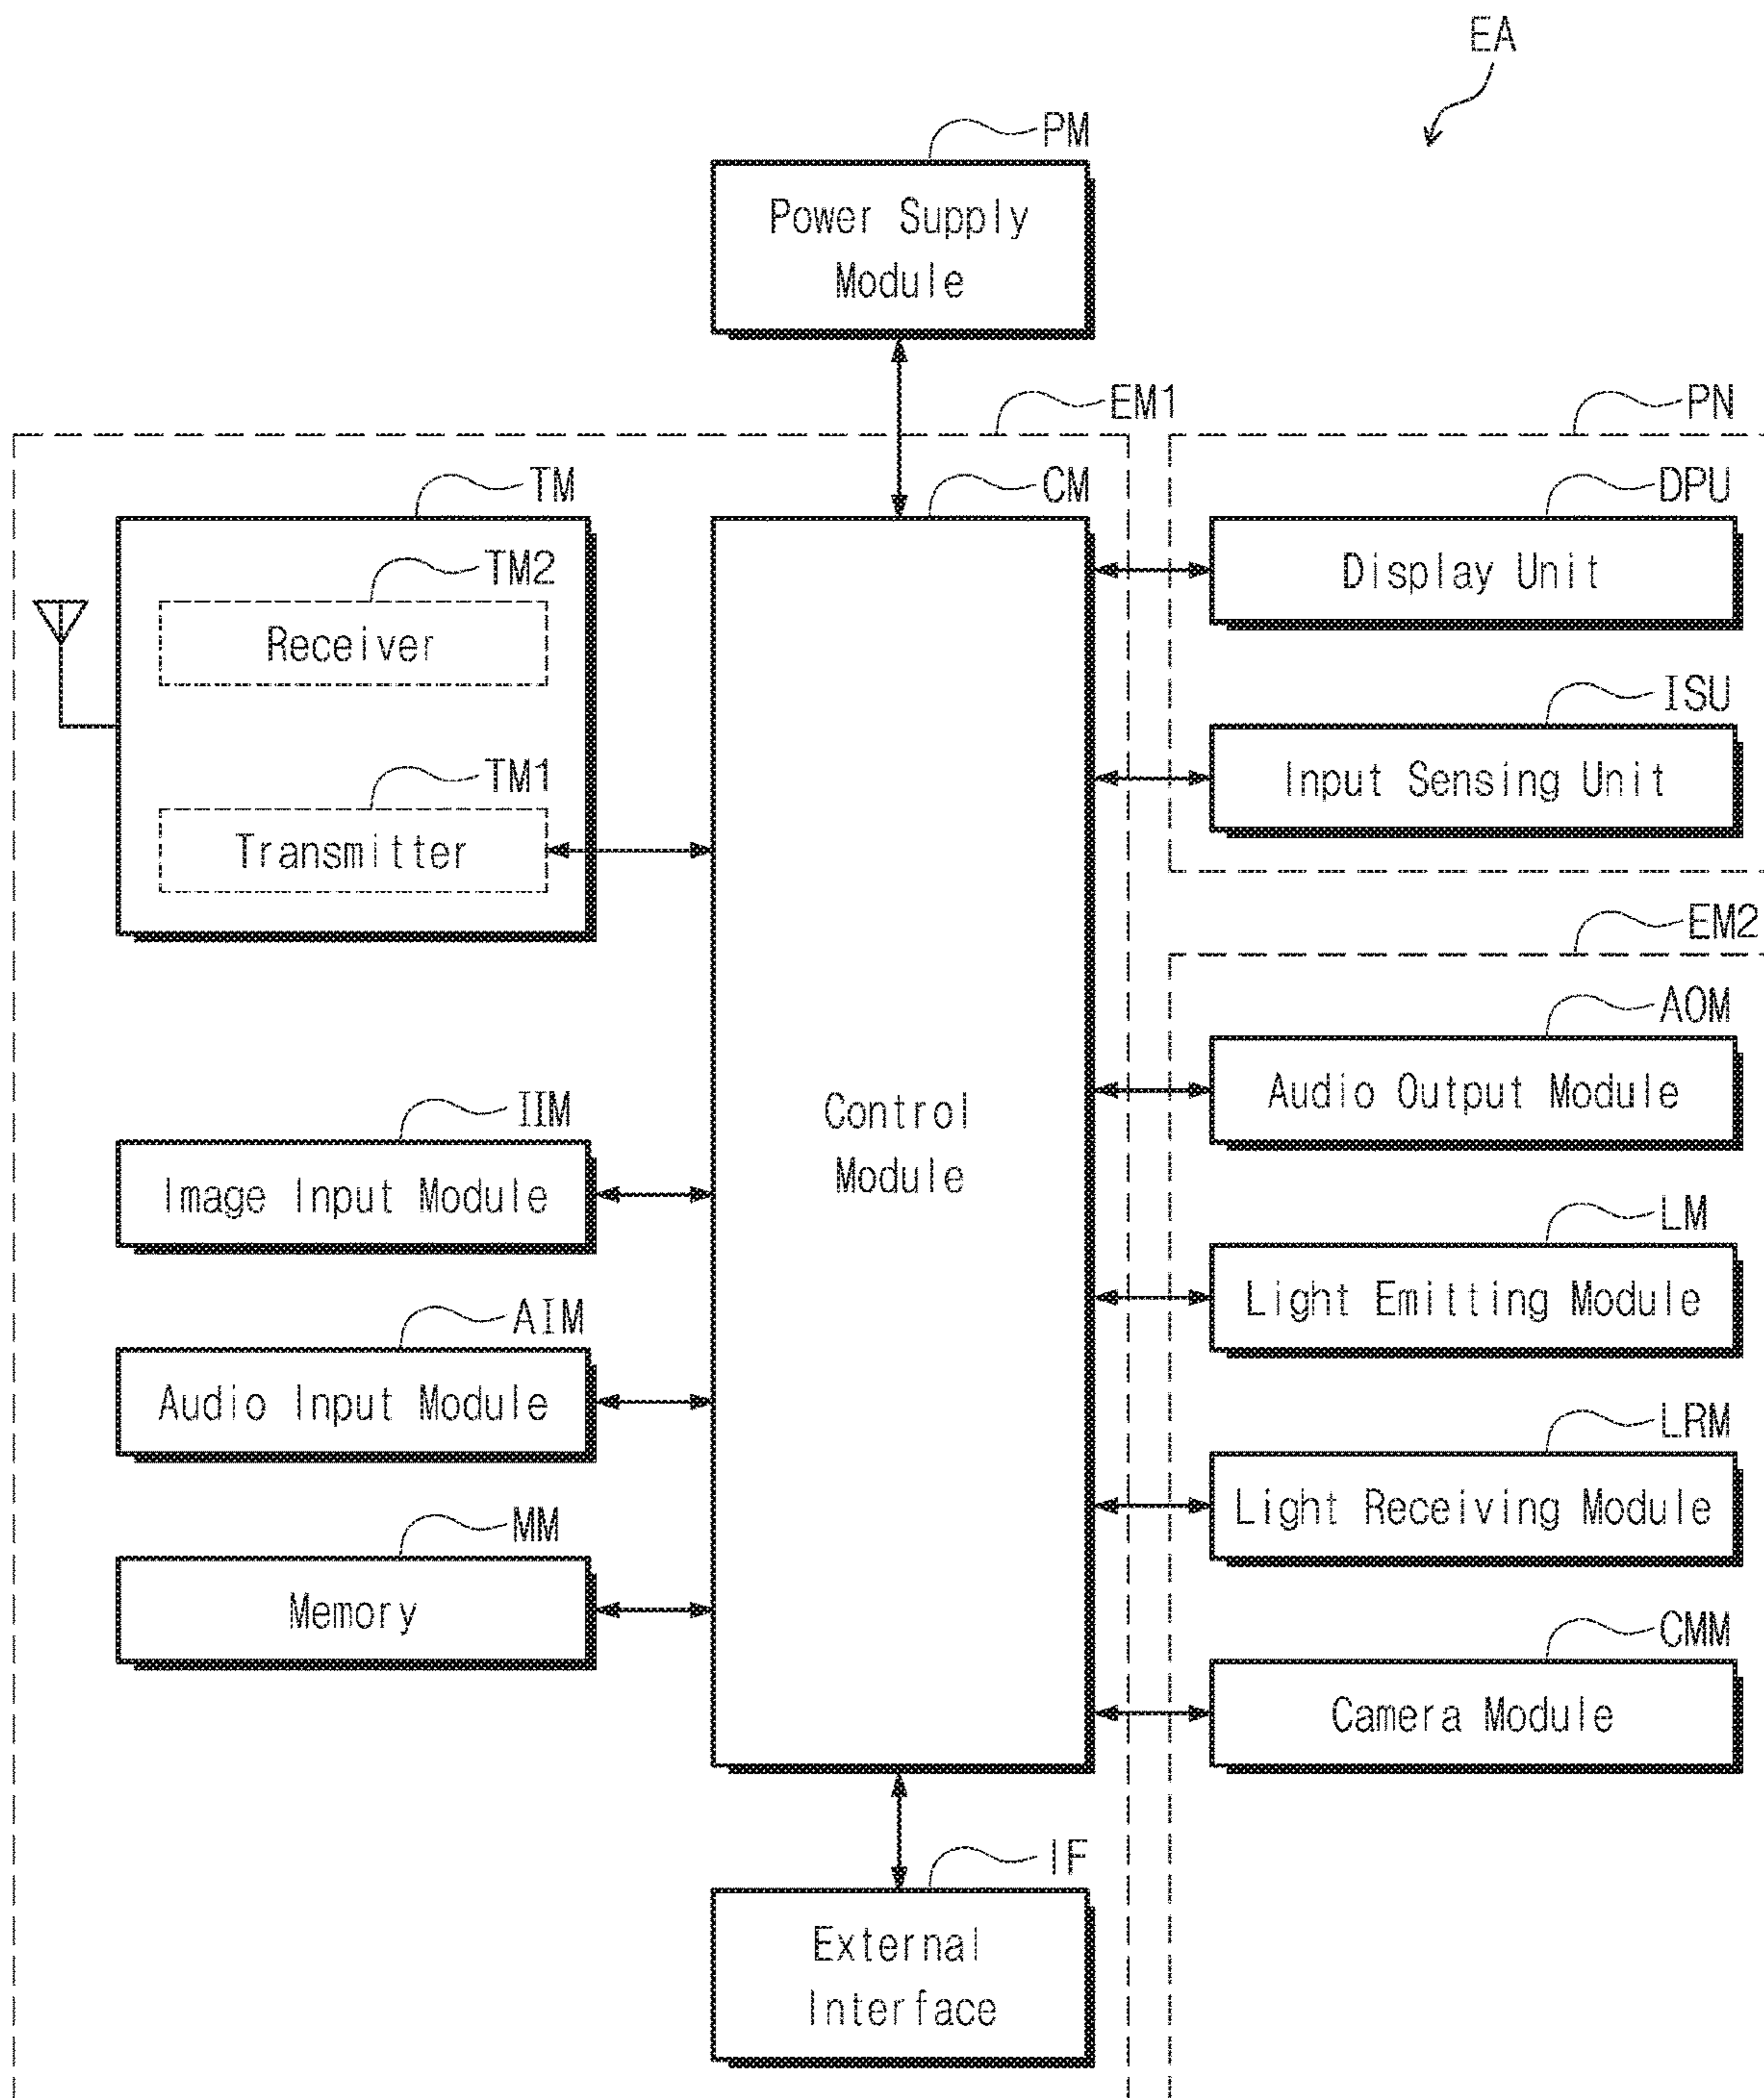 EA
PM
Power Supply
Module
EM1
PN
TM
CM
DPU
TM2
Receiver
Display Unit
ISU
TM1
Transmitter
Input Sensing Unit
EM2
AOM
Control
Module
Audio Output Module
IIM
Image Input Module
LM
Light Emitting Module
AIM
Audio Input Module
LRM
Light Receiving Module
MM
Memory
CMM
Camera Module
IF
External
Interface